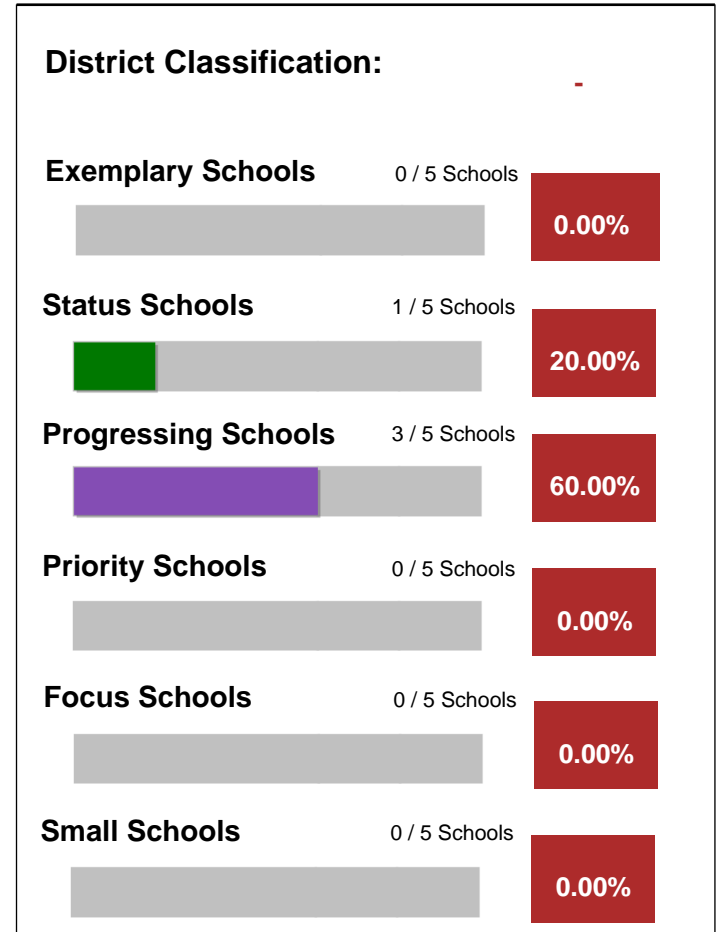 District Classification:
-
Exemplary Schools 0 / 5 Schools
0.00%
Status Schools 1 / 5 Schools
20.00%
Progressing Schools 3 / 5 Schools
60.00%
Priority Schools 0 / 5 Schools
0.00%
Focus Schools 0 / 5 Schools
0.00%
Small Schools 0 / 5 Schools
0.00%